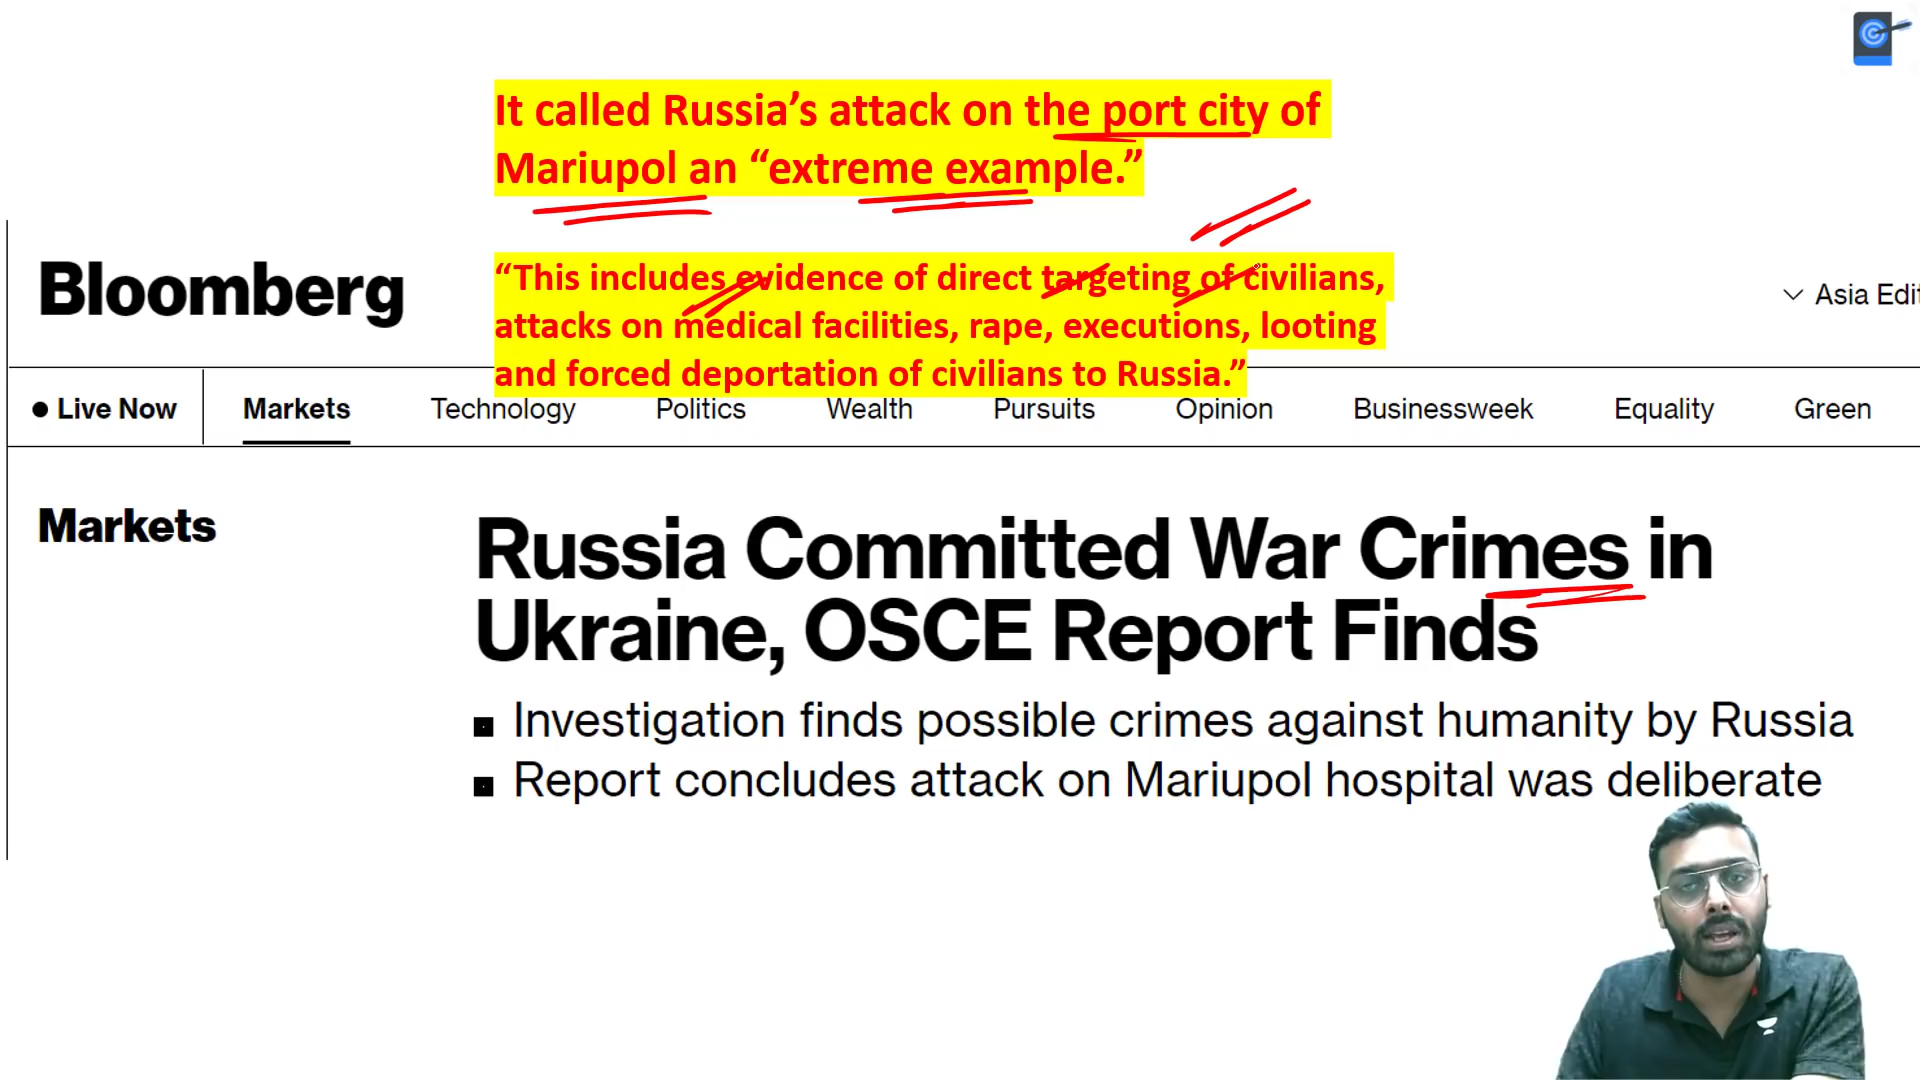 It called Russia’s attack on the port city of
Mariupol an “extreme example.”
“This includes evidence of direct targeting of civilians,
attacks on medical facilities, rape, executions, looting
and forced deportation of civilians to Russia.”
Bloomberg
Asia Edit
Live Now Markets Technology Politics Wealth Pursuits Opinion Businessweek Equality Green
Markets
Russia Committed War Crimes in
Ukraine, OSCE Report Finds
Investigation finds possible crimes against humanity by Russia
Report concludes attack on Mariupol hospital was deliberate